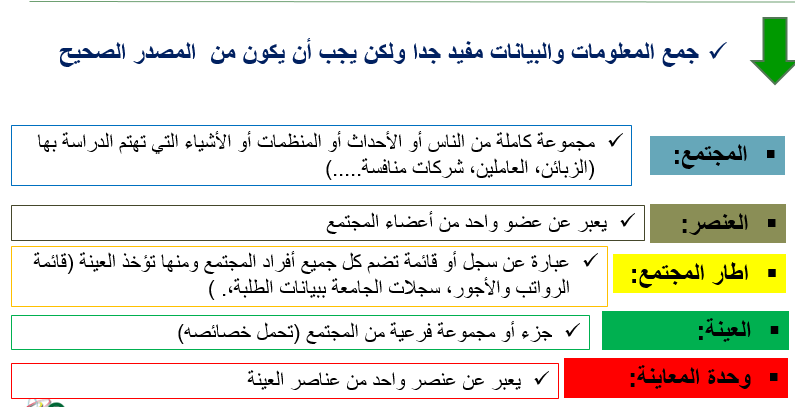 ✓ جمع المعلومات والبيانات مفيد جدا ولكن يجب أن يكون من المصدر الصحيح
▪ المجتمع:
✓ مجموعة كاملة من الناس أو الأحداث أو المنظمات أو الأشياء التي تهتم الدراسة بها
(الزبائن، العاملين، شركات منافسة.....)
▪ العنصر:
✓ يعبر عن عضو واحد من أعضاء المجتمع
▪ اطار المجتمع:
✓ عبارة عن سجل أو قائمة تضم كل جميع أفراد المجتمع ومنها تؤخذ العينة (قائمة
الرواتب والأجور، سجلات الجامعة ببيانات الطلبة،. )
▪ العينة:
✓ جزء أو مجموعة فرعية من المجتمع (تحمل خصائصه)
▪ وحدة المعاينة:
✓ يعبر عن عنصر واحد من عناصر العينة